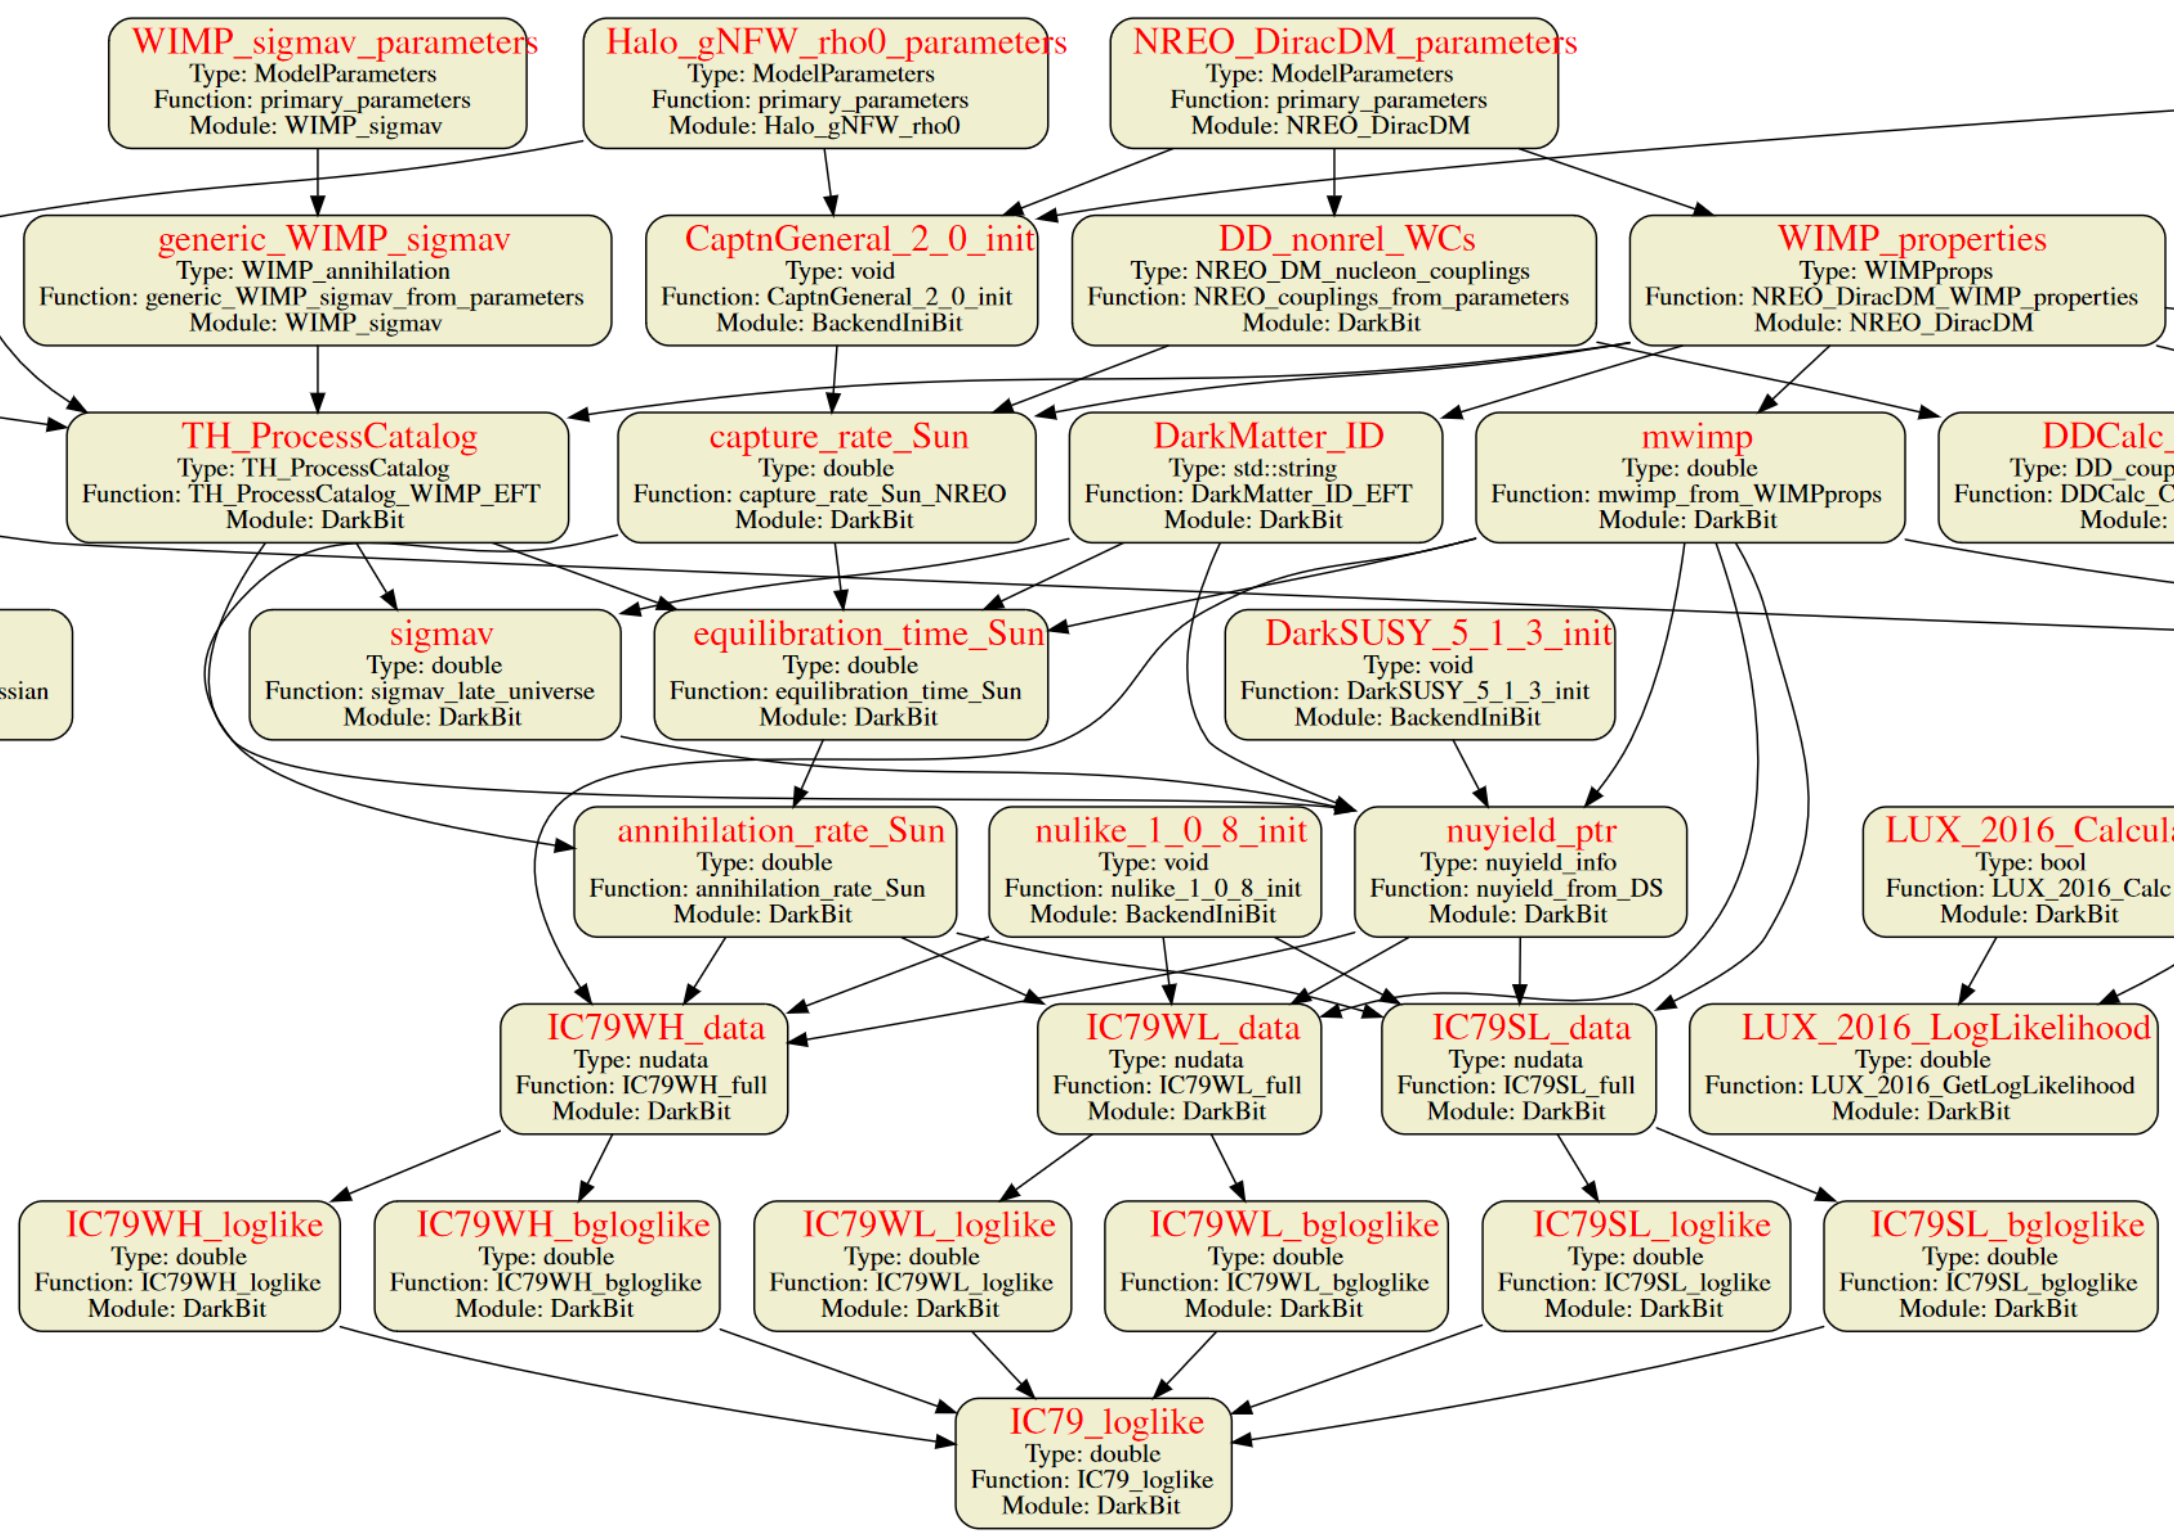 WIMP_sigmav_parameters
Type: ModelParameters
Function: primary_parameters
Module: WIMP_sigmav
Halo_gNFW_rho0_parameters
Type: ModelParameters
Function: primary_parameters
Module: Halo_gNFW_rho0
NREO_DiracDM_parameters
Type: ModelParameters
Function: primary_parameters
Module: NREO_DiracDM
generic_WIMP_sigmav
Type: WIMP_annihilation
Function: generic_WIMP_sigmav_from_parameters
Module: WIMP_sigmav
CaptnGeneral_2_0_init
Type: void
Function: CaptnGeneral_2_0_init
Module: BackendIniBit
DD_nonrel_WCs
Type: NREO_DM_nucleon_couplings
Function: NREO_couplings_from_parameters
Module: DarkBit
WIMP_properties
Type: WIMPprops
Function: NREO_DiracDM_WIMP_properties
Module: NREO_DiracDM
TH_ProcessCatalog
Type: TH_ProcessCatalog
Function: TH_ProcessCatalog_WIMP_EFT
Module: DarkBit
capture_rate_Sun
Type: double
Function: capture_rate_Sun_NREO
Module: DarkBit
DarkMatter_ID
Type: std::string
Function: DarkMatter_ID_EFT
Module: DarkBit
mwimp
Type: double
Function: mwimp_from_WIMPprops
Module: DarkBit
DDCalc_
Type: DD_coup
Function: DDCalc_C
Module:
ssian
sigmav
Type: double
Function: sigmav_late_universe
Module: DarkBit
equilibration_time_Sun
Type: double
Function: equilibration_time_Sun
Module: DarkBit
DarkSUSY_5_1_3_init
Type: void
Function: DarkSUSY_5_1_3_init
Module: BackendIniBit
annihilation_rate_Sun
Type: double
Function: annihilation_rate_Sun
Module: DarkBit
nulike_1_0_8_init
Type: void
Function: nulike_1_0_8_init
Module: BackendIniBit
nuyield_ptr
Type: nuyield_info
Function: nuyield_from_DS
Module: DarkBit
LUX_2016_Calcula
Type: bool
Function: LUX_2016_Calc
Module: DarkBit
IC79WH_data
Type: nudata
Function: IC79WH_full
Module: DarkBit
IC79WL_data
Type: nudata
Function: IC79WL_full
Module: DarkBit
IC79SL_data
Type: nudata
Function: IC79SL_full
Module: DarkBit
LUX_2016_LogLikelihood
Type: double
Function: LUX_2016_GetLogLikelihood
Module: DarkBit
IC79WH_loglike
Type: double
Function: IC79WH_loglike
Module: DarkBit
IC79WH_bgloglike
Type: double
Function: IC79WH_bgloglike
Module: DarkBit
IC79WL_loglike
Type: double
Function: IC79WL_loglike
Module: DarkBit
IC79WL_bgloglike
Type: double
Function: IC79WL_bgloglike
Module: DarkBit
IC79SL_loglike
Type: double
Function: IC79SL_loglike
Module: DarkBit
IC79SL_bgloglike
Type: double
Function: IC79SL_bgloglike
Module: DarkBit
IC79_loglike
Type: double
Function: IC79_loglike
Module: DarkBit